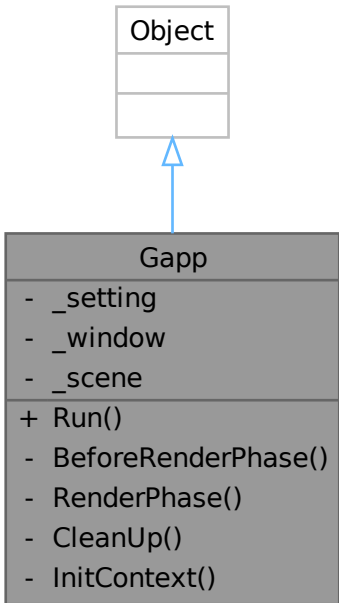 Object
Gapp
- _setting
- _window
- _scene
+ Run()
- BeforeRenderPhase()
- RenderPhase()
- CleanUp()
- InitContext()